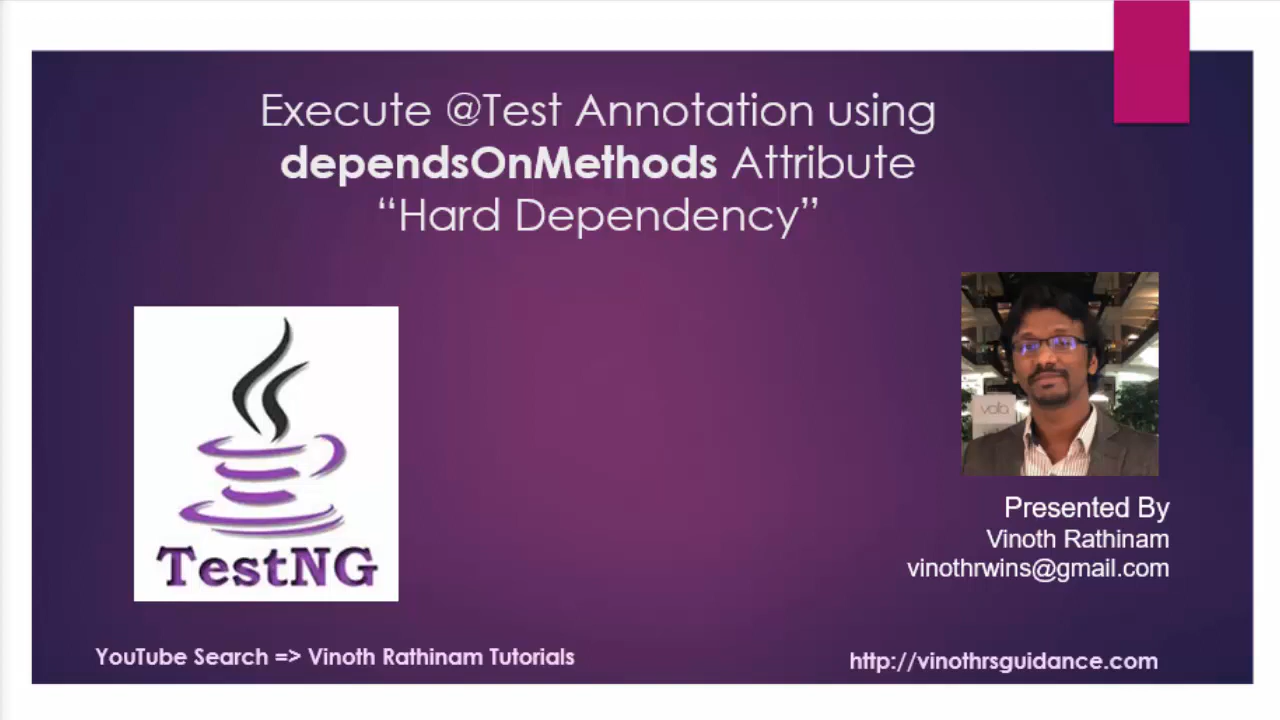 Execute @Test Annotation using
dependsOnMethods Attribute
“Hard Dependency”
TestNG
Presented By
Vinoth Rathinam
vinothrwins@gmail.com
YouTube Search => Vinoth Rathinam Tutorials
http://vinothrsguidance.com